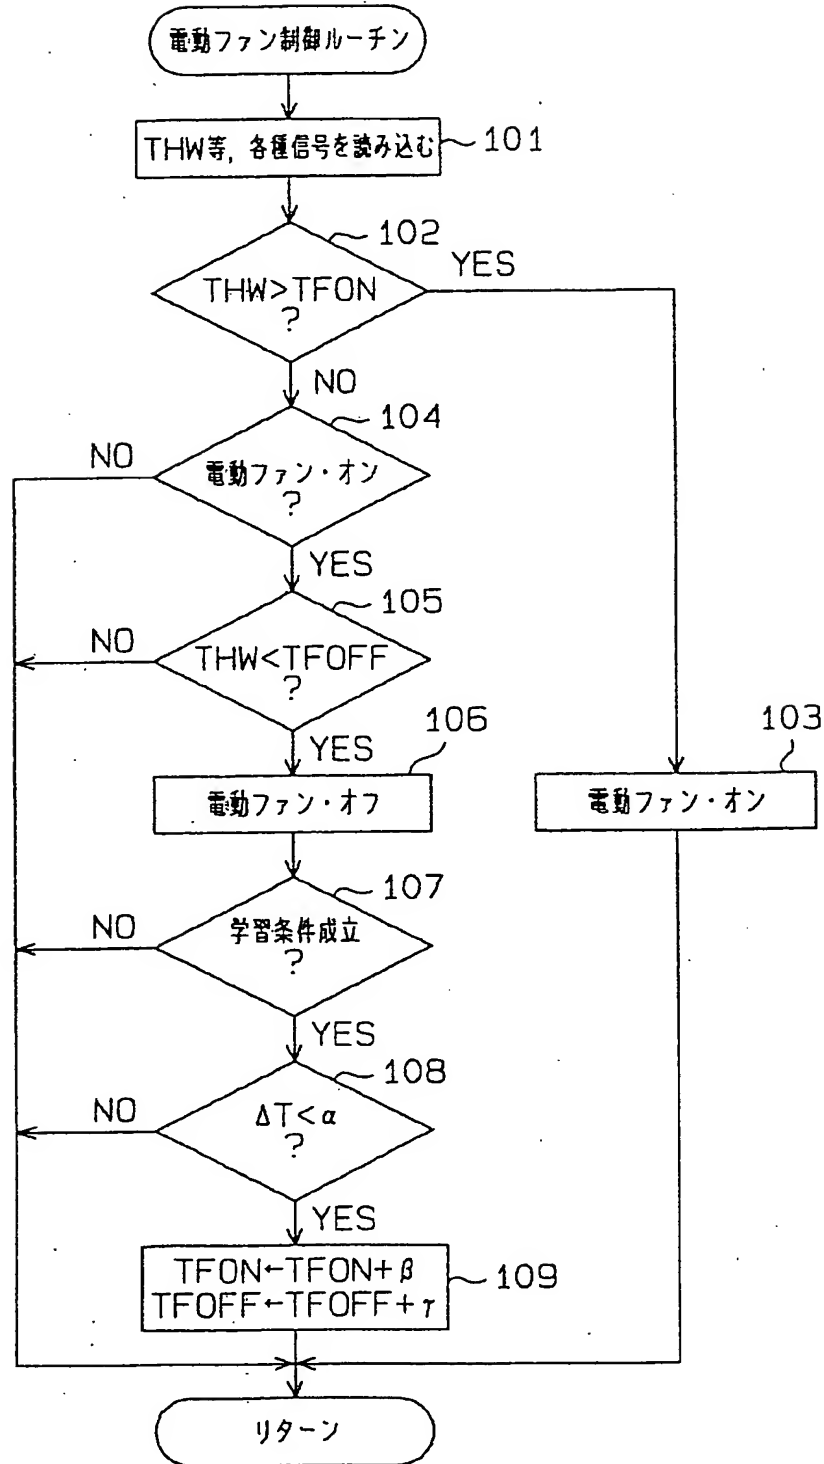 電動ファン制御ルーチン
THW等, 各種信号を読み込む
101
102
THW>TFON
?
YES
NO
104
電動ファン・オン
?
NO
YES
105
THW<TFOFF
?
NO
YES
106
電動ファン・オフ
103
電動ファン・オン
107
学習条件成立
?
NO
YES
108
ΔT<α
?
NO
YES
TFON←TFON+β
TFOFF←TFOFF+γ
109
リターン